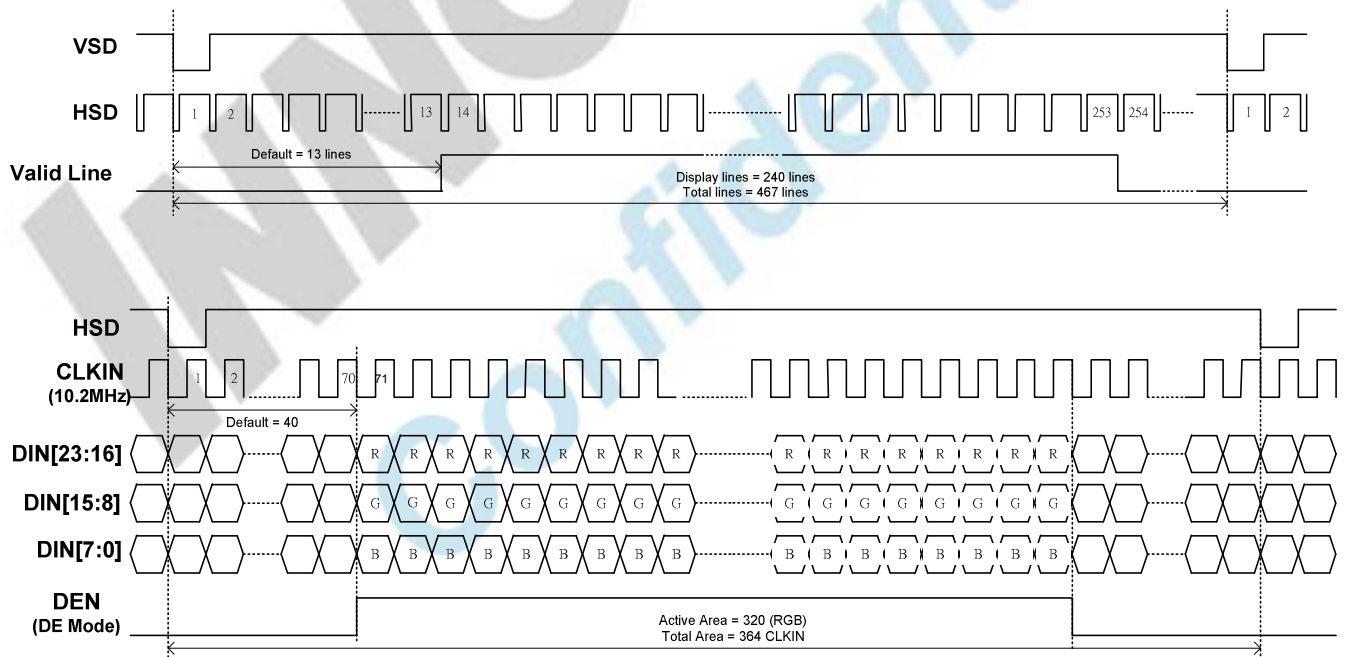 VSD
HSD
1 2 13 14 253 254 1 2
Default = 13 lines
Valid Line
Display lines = 240 lines
Total lines = 467 lines
HSD
CLKIN
(10.2MHz)
1 2 70 71
Default = 40
DIN[23:16]
R R R R R R R R R R R R R R R R R
DIN[15:8]
G G G G G G G G G G G G G G G G G
DIN[7:0]
B B B B B B B B B B B B B B B B B
DEN
(DE Mode)
Active Area = 320 (RGB)
Total Area = 364 CLKIN
Confident